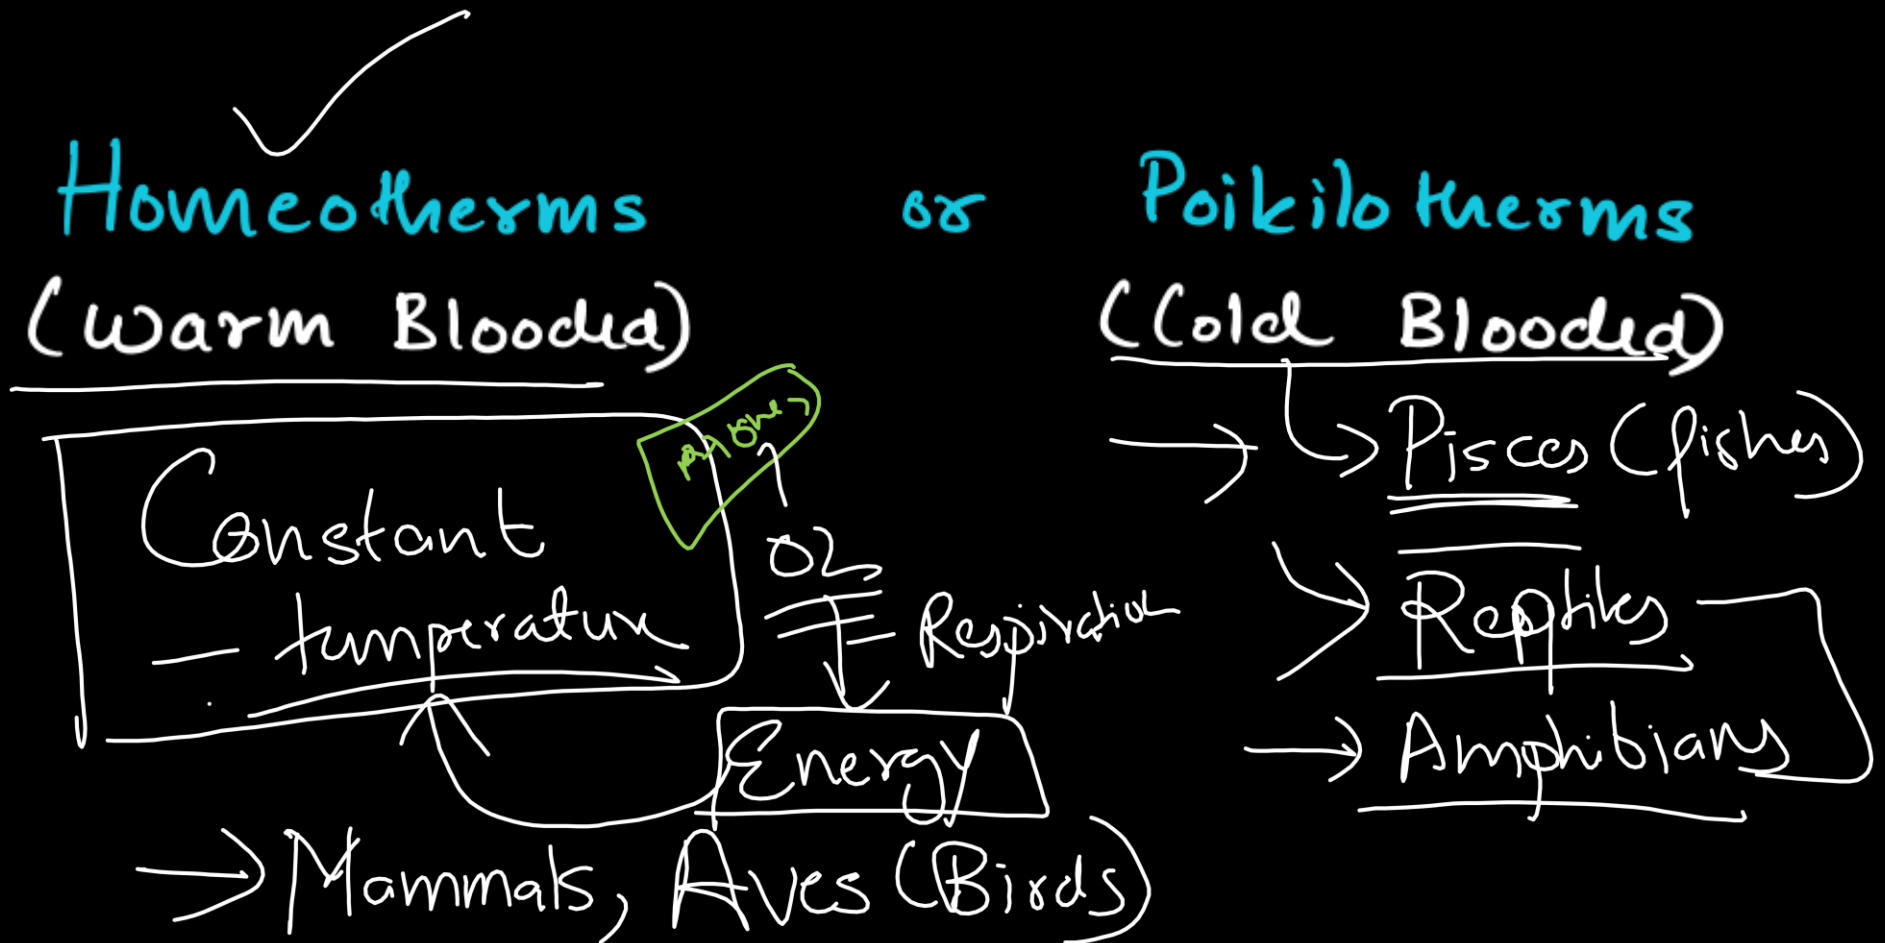 Homeotherms or Poikilotherms
(Warm Blooded) (Cold Blooded)
Pisces (fishes)
Constant
temperature
O2
Respiration
Reptiles
Energy
Amphibians
Mammals, Aves (Birds)